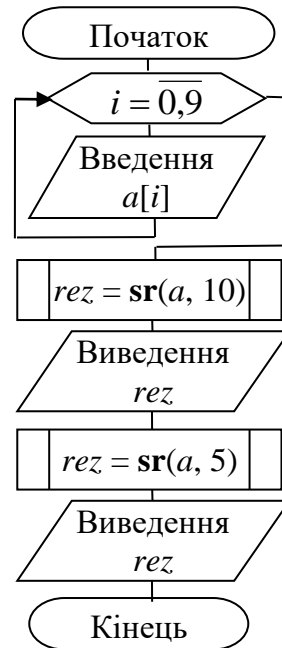 Початок
i = 0,9
Введення
a[i]
rez = sr(a, 10)
Виведення
rez
rez = sr(a, 5)
Виведення
rez
Кінець